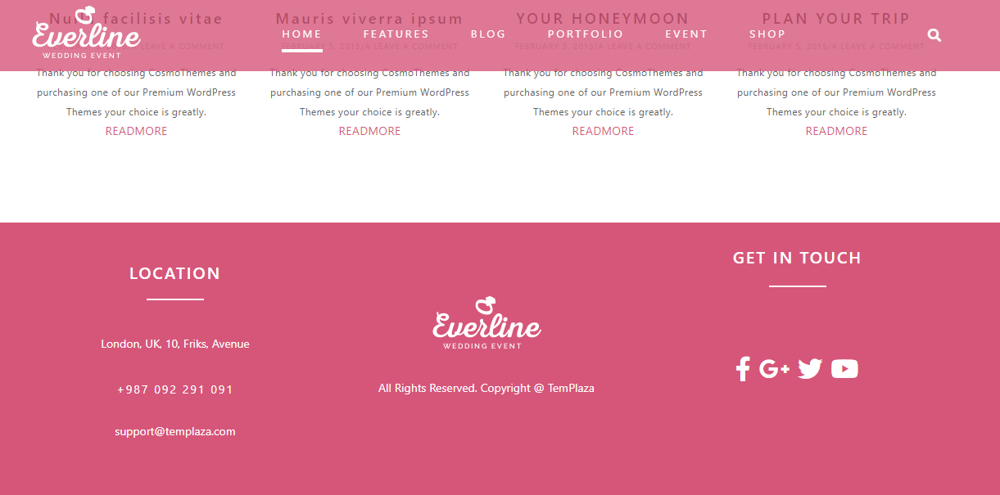 Nulla facilisis vitae
Mauris viverra ipsum
YOUR HONEYMOON
PLAN YOUR TRIP
Everline
WEDDING EVENT
HOME FEATURES BLOG PORTFOLIO EVENT SHOP
LEAVE A COMMENT
FEBRUARY 5, 2015/A LEAVE A COMMENT
FEBRUARY 5, 2015/A LEAVE A COMMENT
FEBRUARY 5, 2015/A LEAVE A COMMENT
Thank you for choosing CosmoThemes and
purchasing one of our Premium WordPress
Themes your choice is greatly.
READMORE
Thank you for choosing CosmoThemes and
purchasing one of our Premium WordPress
Themes your choice is greatly.
READMORE
Thank you for choosing CosmoThemes and
purchasing one of our Premium WordPress
Themes your choice is greatly.
READMORE
Thank you for choosing CosmoThemes and
purchasing one of our Premium WordPress
Themes your choice is greatly.
READMORE
LOCATION
London, UK, 10, Friks, Avenue
+987 092 291 091
support@templaza.com
Everline
WEDDING EVENT
All Rights Reserved. Copyright @ TemPlaza
GET IN TOUCH